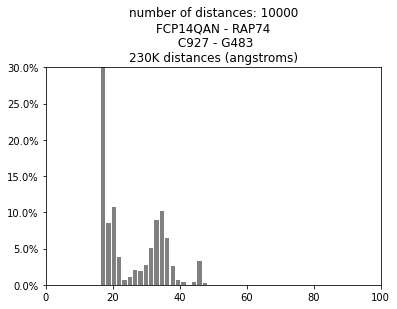 number of distances: 10000
FCP14QAN - RAP74
C927 - G483
230K distances (angstroms)
30.0%
25.0%
20.0%
15.0%
10.0%
5.0%
0.0%
0 20 40 60 80 100